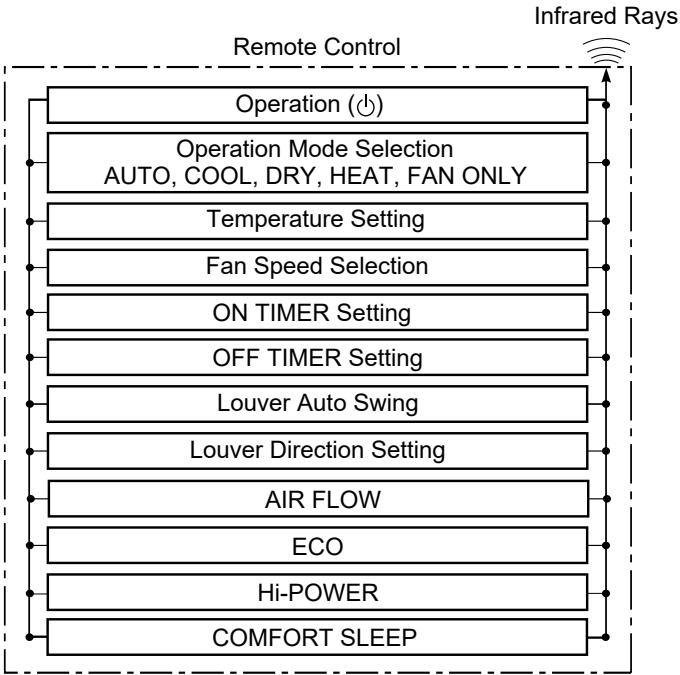 Infrared Rays
Remote Control
Operation (⏻)
Operation Mode Selection
AUTO, COOL, DRY, HEAT, FAN ONLY
Temperature Setting
Fan Speed Selection
ON TIMER Setting
OFF TIMER Setting
Louver Auto Swing
Louver Direction Setting
AIR FLOW
ECO
Hi-POWER
COMFORT SLEEP